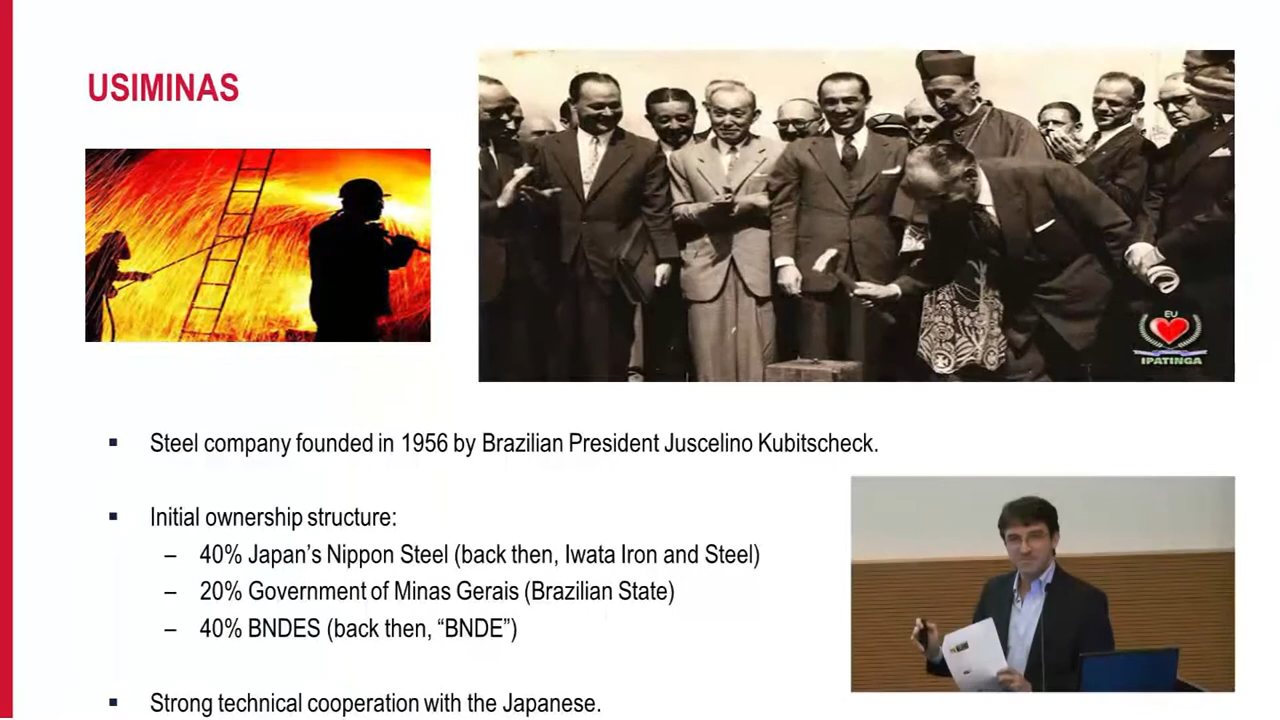 USIMINAS
EU
IPATINGA
▪ Steel company founded in 1956 by Brazilian President Juscelino Kubitscheck.
▪ Initial ownership structure:
– 40% Japan’s Nippon Steel (back then, Iwata Iron and Steel)
– 20% Government of Minas Gerais (Brazilian State)
– 40% BNDES (back then, “BNDE”)
▪ Strong technical cooperation with the Japanese.